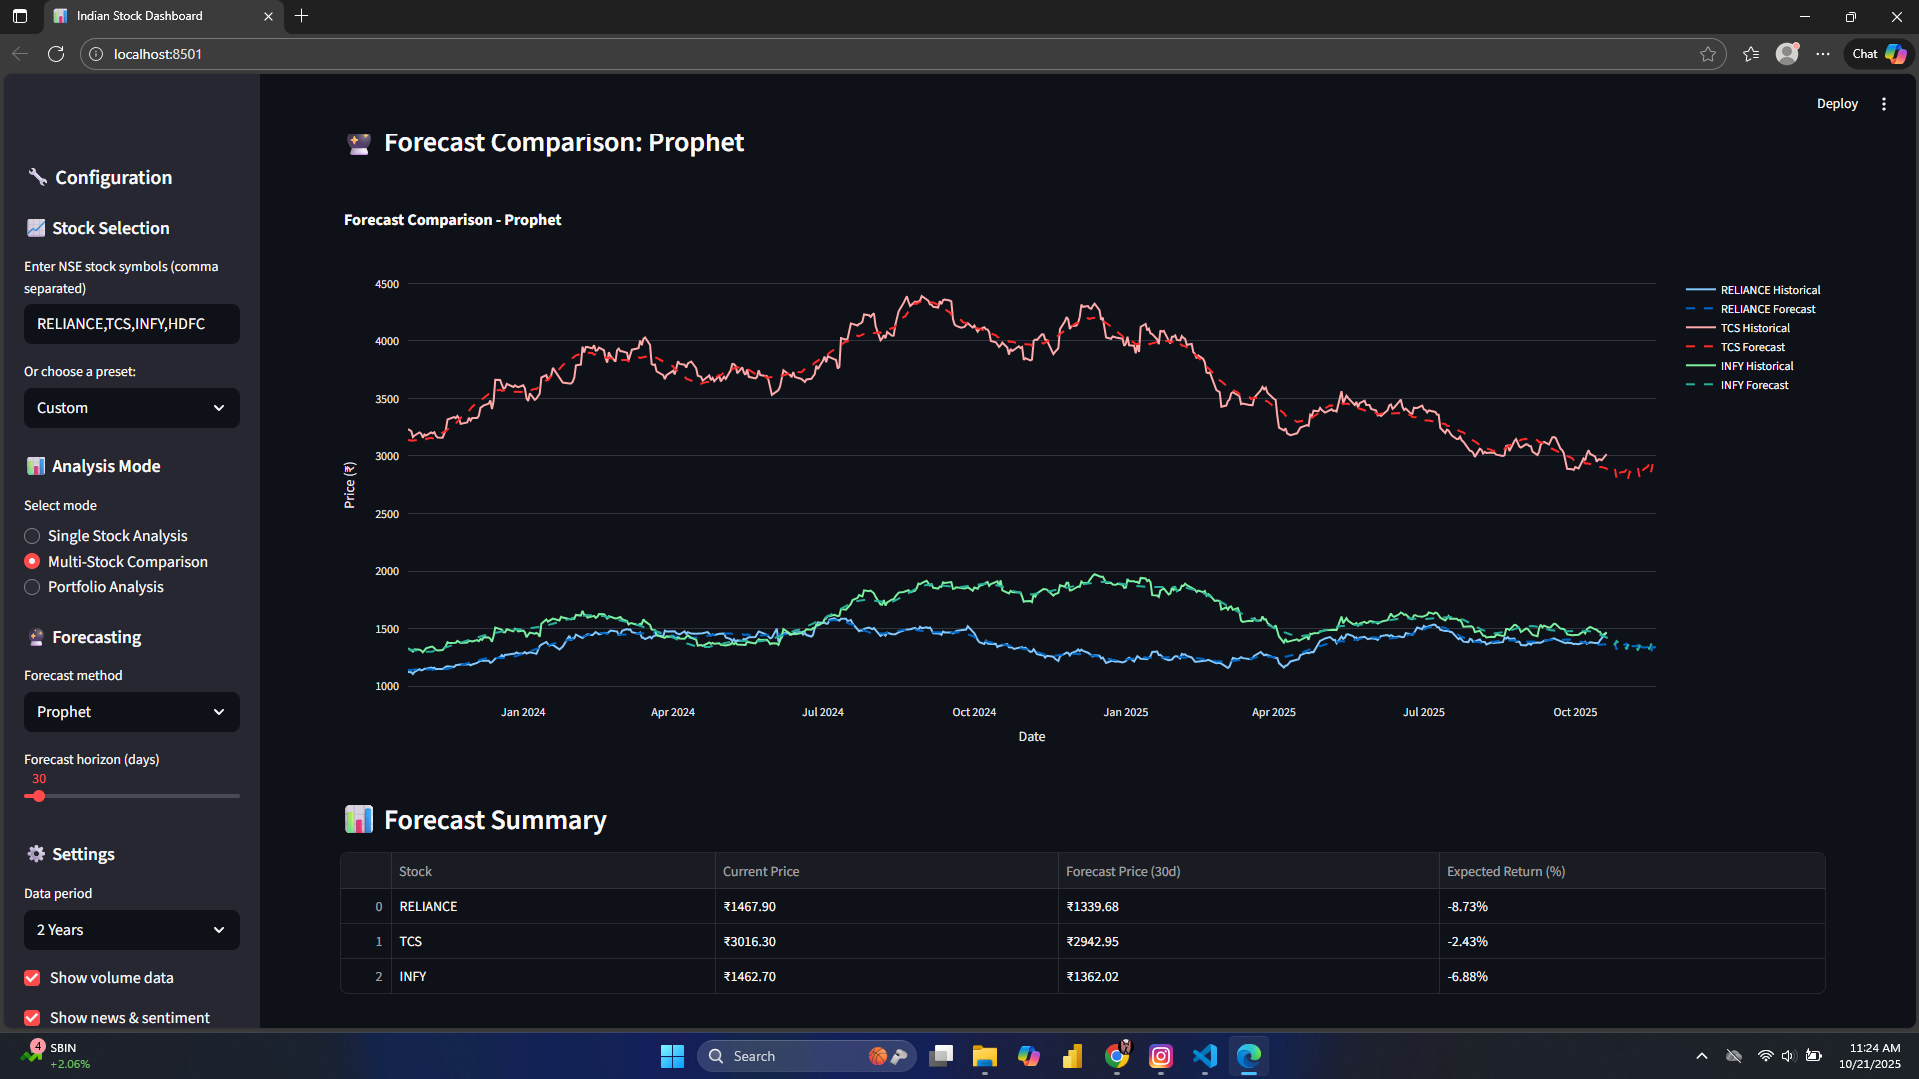 Indian Stock Dashboard
localhost:8501
Chat
Deploy
Configuration
Stock Selection
Enter NSE stock symbols (comma
separated)
RELIANCE,TCS,INFY,HDFC
Or choose a preset:
Custom
Analysis Mode
Select mode
Single Stock Analysis
Multi-Stock Comparison
Portfolio Analysis
Forecasting
Forecast method
Prophet
Forecast horizon (days)
30
Settings
Data period
2 Years
Show volume data
Show news & sentiment
Forecast Comparison: Prophet
Forecast Comparison - Prophet
4500
4000
3500
3000
2500
2000
1500
1000
Price (₹)
Jan 2024 Apr 2024 Jul 2024 Oct 2024 Jan 2025 Apr 2025 Jul 2025 Oct 2025
Date
RELIANCE Historical
RELIANCE Forecast
TCS Historical
TCS Forecast
INFY Historical
INFY Forecast
Forecast Summary
Stock Current Price Forecast Price (30d) Expected Return (%)
0 RELIANCE ₹1467.90 ₹1339.68 -8.73%
1 TCS ₹3016.30 ₹2942.95 -2.43%
2 INFY ₹1462.70 ₹1362.02 -6.88%
4
SBIN
+2.06%
Search
11:24 AM
10/21/2025